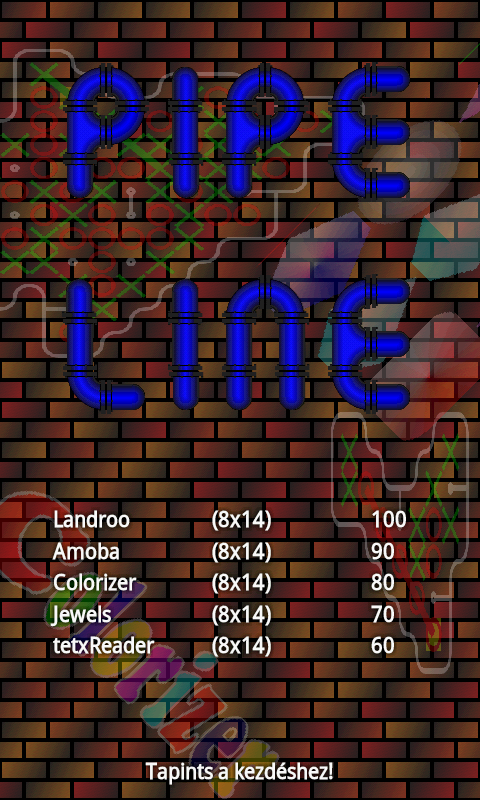 PIPE
LINE
Landroo (8x14) 100
Amoba (8x14) 90
Colorizer (8x14) 80
Jewels (8x14) 70
tetxReader (8x14) 60
Colorizer
Tapints a kezdéshez!